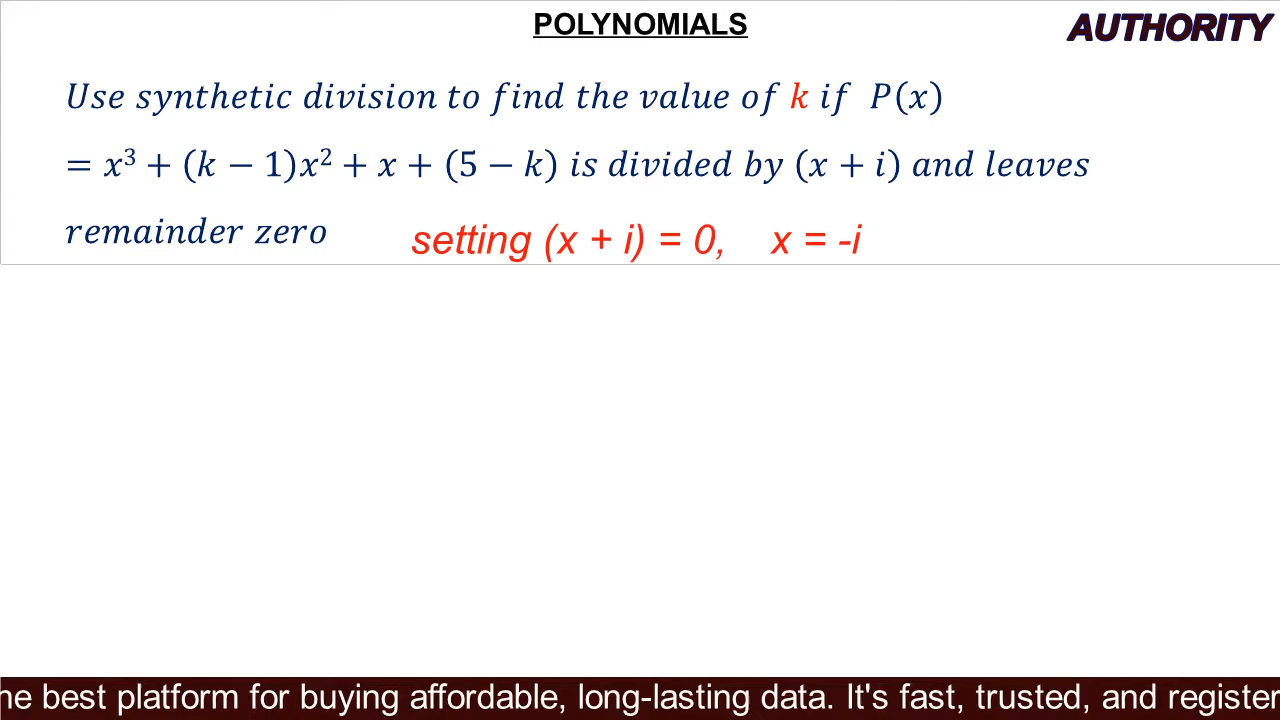 POLYNOMIALS
AUTHORITY
Use synthetic division to find the value of k if P(x)
= x³ + (k − 1)x² + x + (5 − k) is divided by (x + i) and leaves
remainder zero
setting (x + i) = 0, x = -i
he best platform for buying affordable, long-lasting data. It's fast, trusted, and register